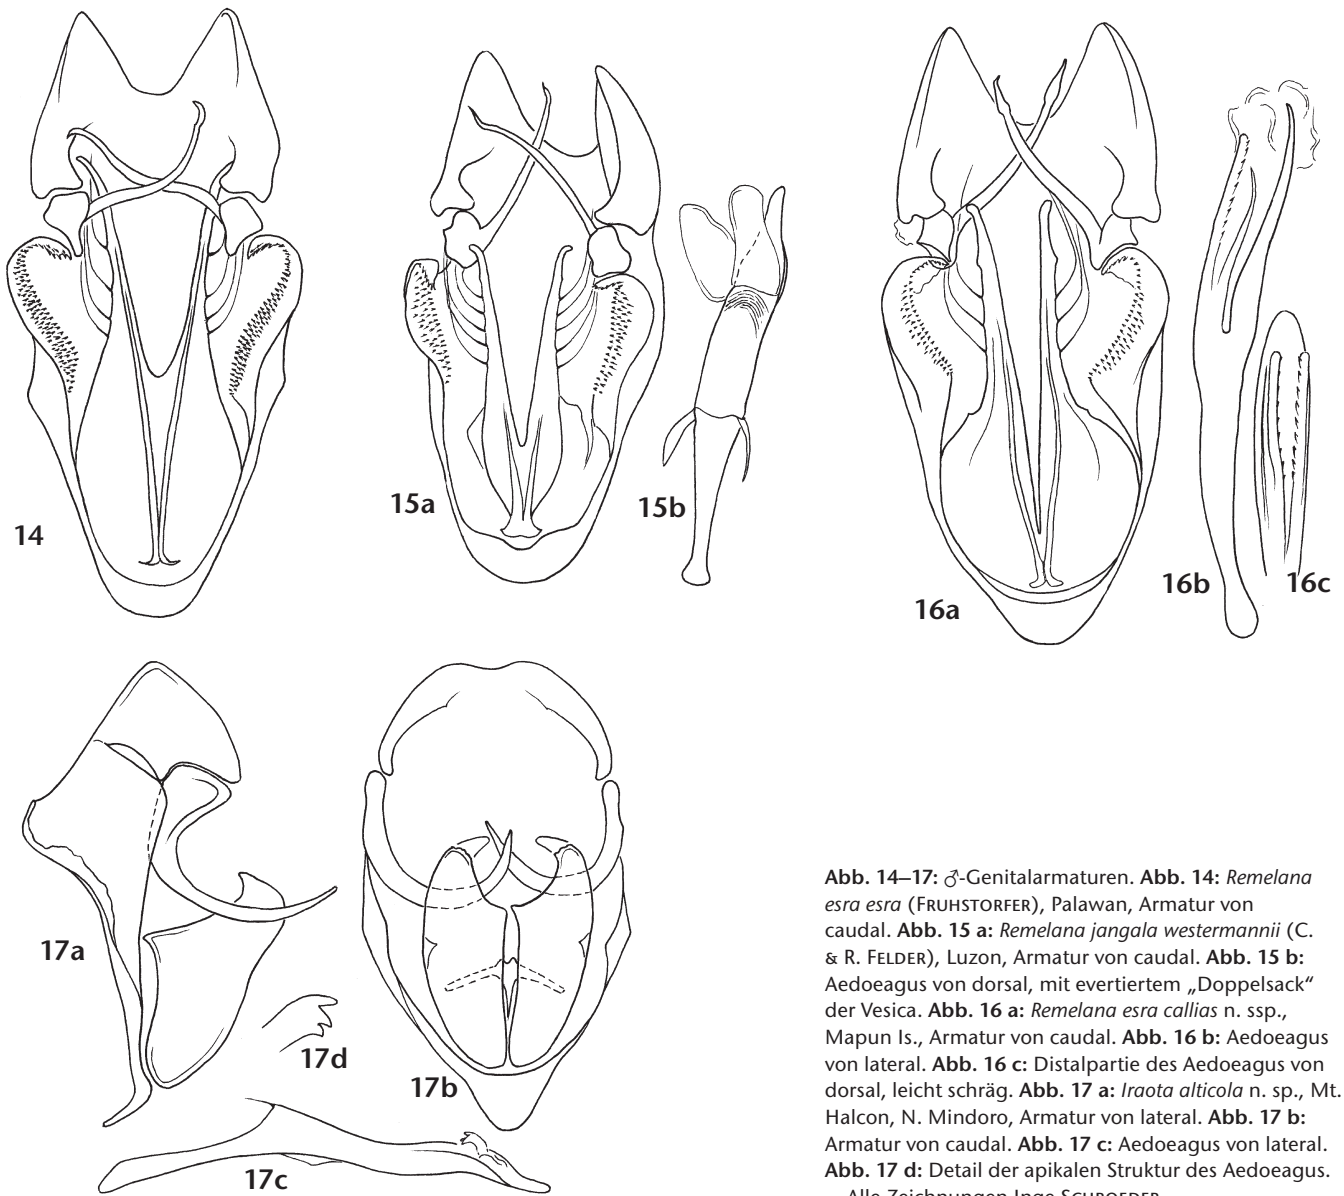 14
15a
15b
16a
16b
16c
17a
17b
17c
17d
Abb. 14–17: ♂-Genitalarmaturen. Abb. 14: Remelana
esra esra (FRUHSTORFER), Palawan, Armatur von
caudal. Abb. 15 a: Remelana jangala westermannii (C.
& R. FELDER), Luzon, Armatur von caudal. Abb. 15 b:
Aedoeagus von dorsal, mit evertiertem „Doppelsack“
der Vesica. Abb. 16 a: Remelana esra callias n. ssp.,
Mapun Is., Armatur von caudal. Abb. 16 b: Aedoeagus
von lateral. Abb. 16 c: Distalpartie des Aedoeagus von
dorsal, leicht schräg. Abb. 17 a: Iraota alticola n. sp., Mt.
Halcon, N. Mindoro, Armatur von lateral. Abb. 17 b:
Armatur von caudal. Abb. 17 c: Aedoeagus von lateral.
Abb. 17 d: Detail der apikalen Struktur des Aedoeagus.
Alle Zeichnungen Inge SCHROEDER